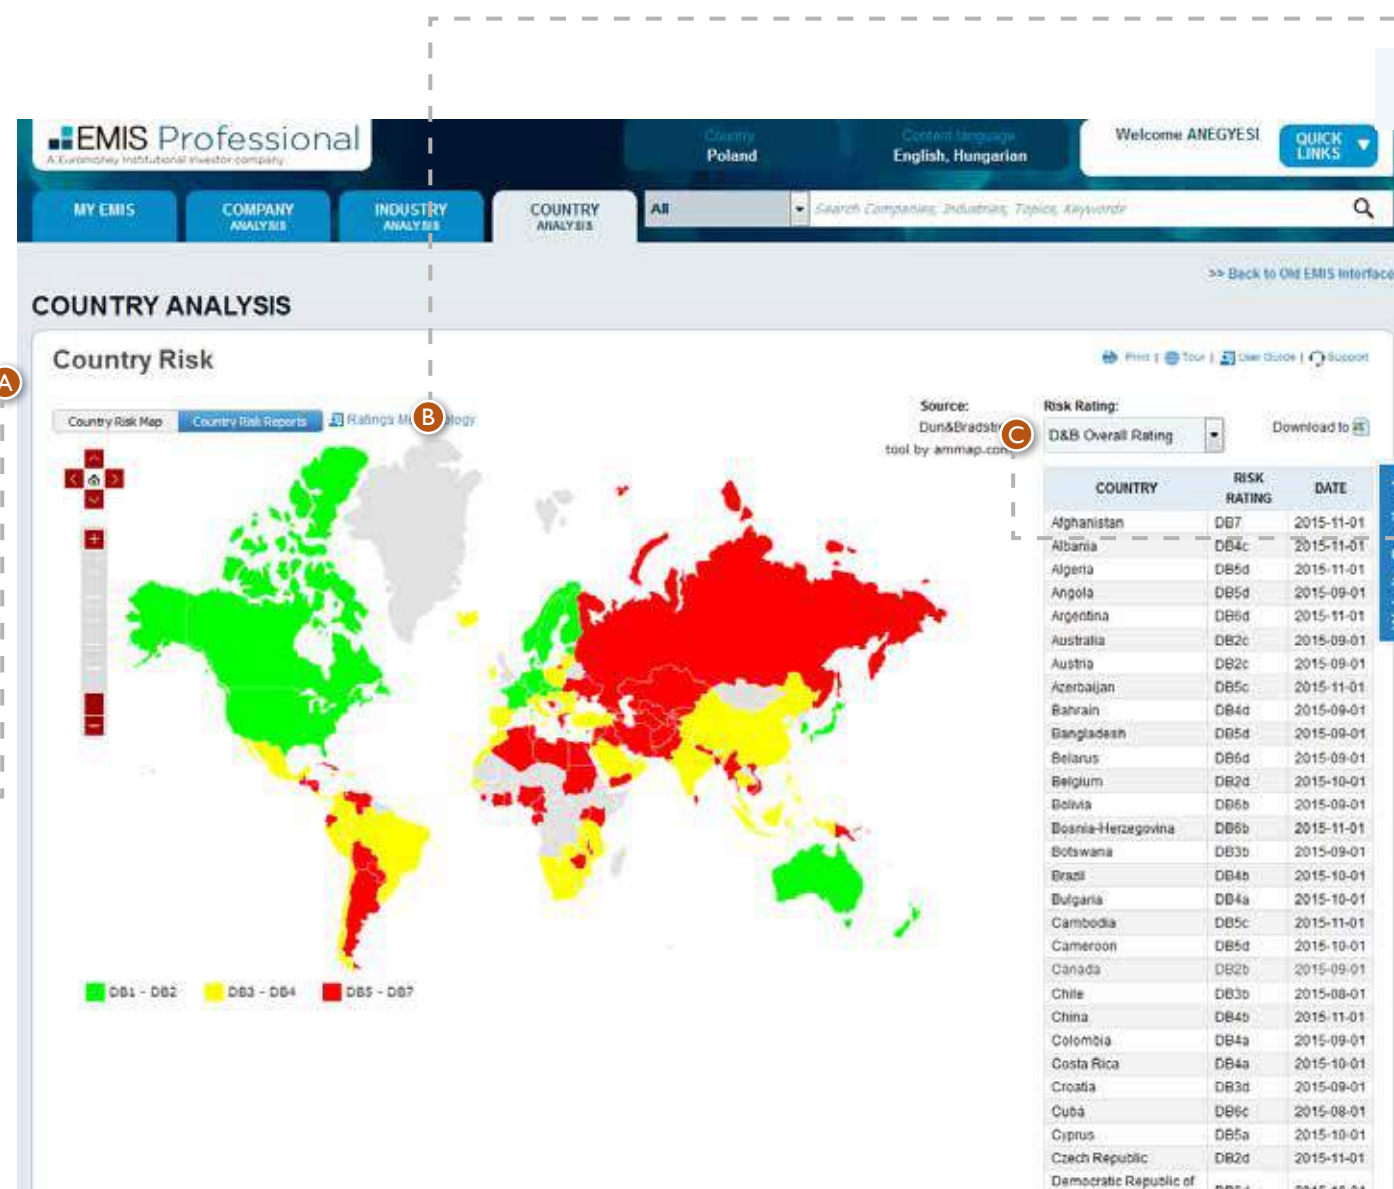 EMIS Professional
A Euromoney Institutional Investor company
Country
Poland
Content language
English, Hungarian
Welcome ANEGYESI
QUICK LINKS
MY EMIS
COMPANY ANALYSIS
INDUSTRY ANALYSIS
COUNTRY ANALYSIS
All
Search Companies, Industries, Topics, Keywords
>> Back to Old EMIS Interface
COUNTRY ANALYSIS
Country Risk
Print | Tour | User Guide | Support
A
Country Risk Map
Country Risk Reports
Ratings
B
Source:
tool by ammap.com
C
Risk Rating:
D&B Overall Rating
Download to
COUNTRY RISK RATING DATE
Afghanistan DB7 2015-11-01
Albania DB4c 2015-11-01
Algeria DB5d 2015-11-01
Angola DB5d 2015-09-01
Argentina DB6d 2015-11-01
Australia DB2c 2015-09-01
Austria DB2c 2015-09-01
Azerbaijan DB5c 2015-11-01
Bahrain DB4d 2015-09-01
Bangladesh DB5d 2015-09-01
Belarus DB6d 2015-09-01
Belgium DB2d 2015-10-01
Bolivia DB6b 2015-09-01
Bosnia-Herzegovina DB6b 2015-11-01
Botswana DB3b 2015-09-01
Brazil DB4b 2015-10-01
Bulgaria DB4a 2015-10-01
Cambodia DB5c 2015-11-01
Cameroon DB5d 2015-10-01
Canada DB2b 2015-09-01
Chile DB3b 2015-08-01
China DB4b 2015-11-01
Colombia DB4a 2015-09-01
Costa Rica DB4a 2015-10-01
Croatia DB3d 2015-09-01
Cuba DB6c 2015-08-01
Cyprus DB5a 2015-10-01
Czech Republic DB2d 2015-11-01
Democratic Republic of
DB1 - DB2
DB3 - DB4
DB5 - DB7